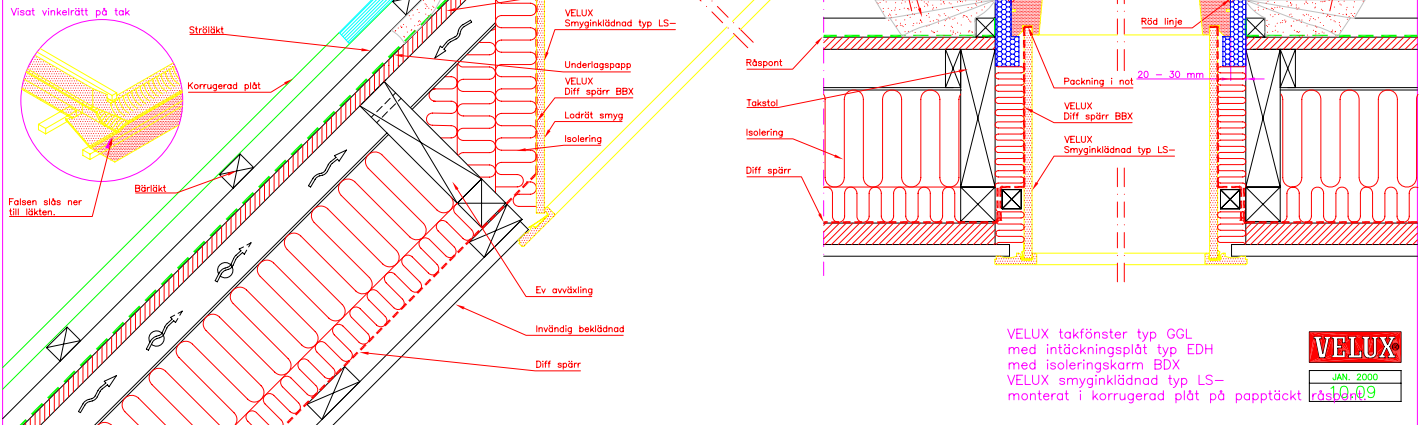 Visat vinkelrätt på tak
Ströläkt
Korrugerad plåt
Bärläkt
Falsen slås ner
till läkten.
VELUX
Smyginklädnad typ LS-
Underlagspapp
VELUX
Diff spärr BBX
Lodrät smyg
Isolering
Ev avväxling
Invändig beklädnad
Diff spärr
Råspont
Takstol
Isolering
Diff spärr
Röd linje
Packning i not
20 - 30 mm
VELUX
Diff spärr BBX
VELUX
Smyginklädnad typ LS-
VELUX takfönster typ GGL
med intäckningsplåt typ EDH
med isoleringskarm BDX
VELUX smyginklädnad typ LS-
monterat i korrugerad plåt på papptäckt råspont.
VELUX
JAN. 2000
10.09